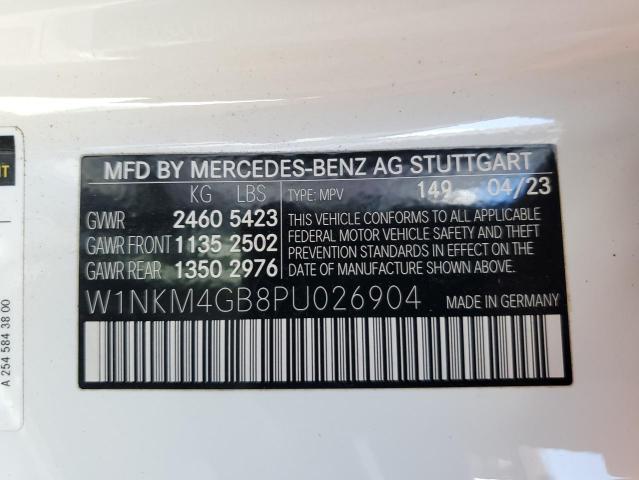 MFD BY MERCEDES-BENZ AG STUTTGART
KG LBS TYPE: MPV 149 04/23
GVWR 2460 5423
GAWR FRONT 1135 2502
GAWR REAR 1350 2976
THIS VEHICLE CONFORMS TO ALL APPLICABLE
FEDERAL MOTOR VEHICLE SAFETY AND THEFT
PREVENTION STANDARDS IN EFFECT ON THE
DATE OF MANUFACTURE SHOWN ABOVE.
W1NKM4GB8PU026904 MADE IN GERMANY
A 254 584 38 00